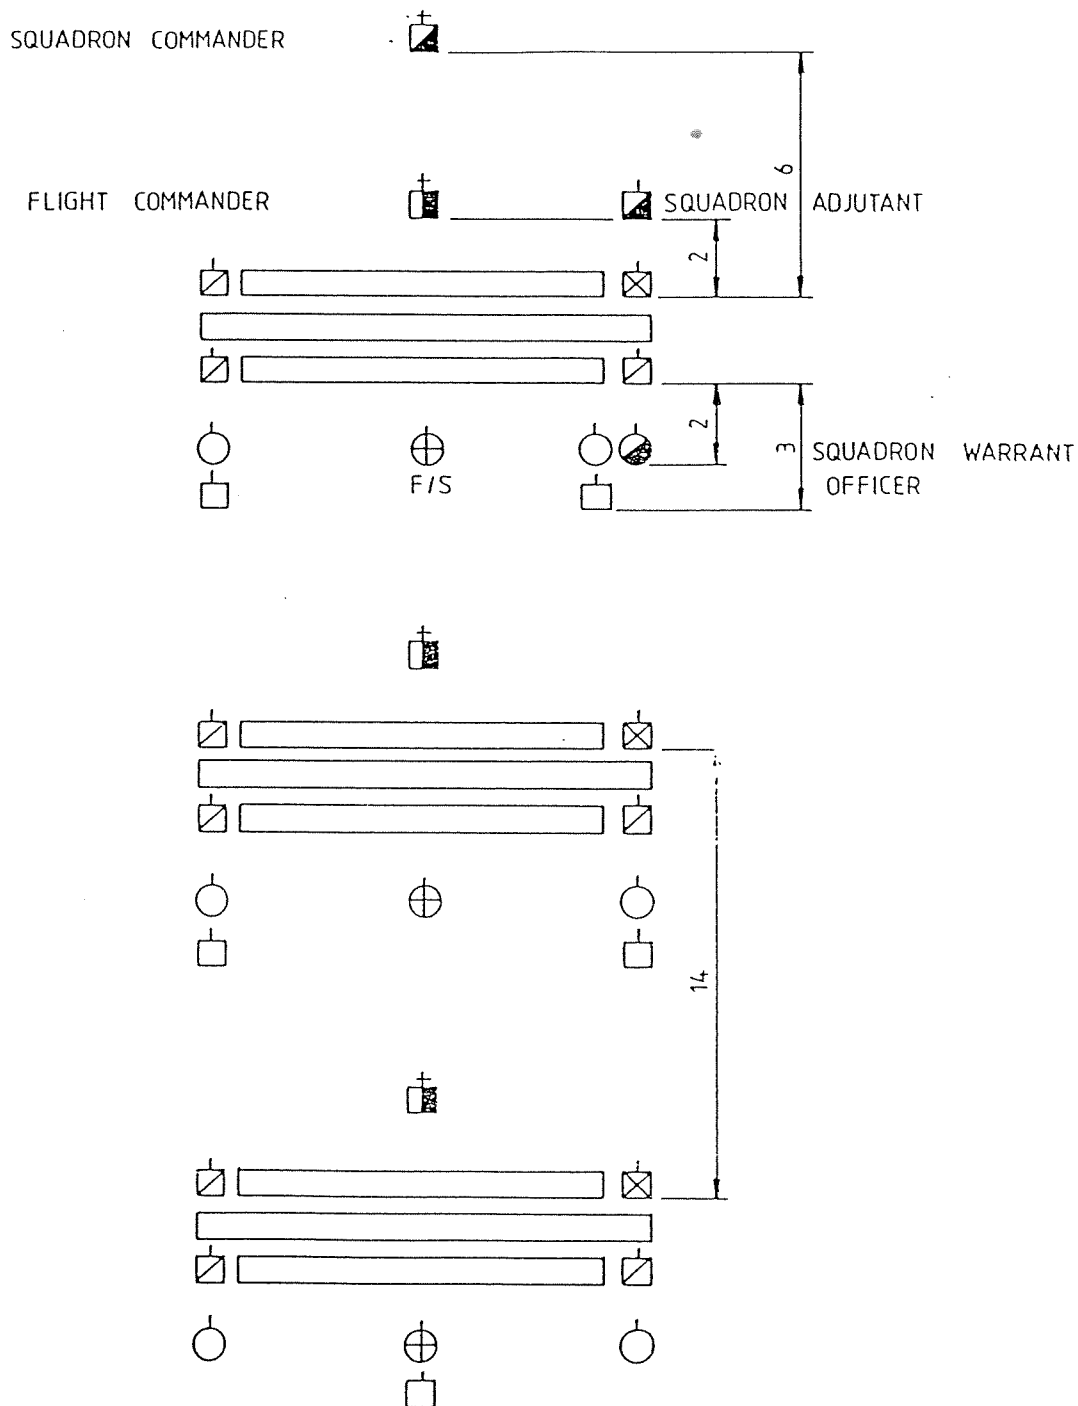 SQUADRON COMMANDER
6
FLIGHT COMMANDER
SQUADRON ADJUTANT
2
2
3
SQUADRON WARRANT
OFFICER
F/S
14